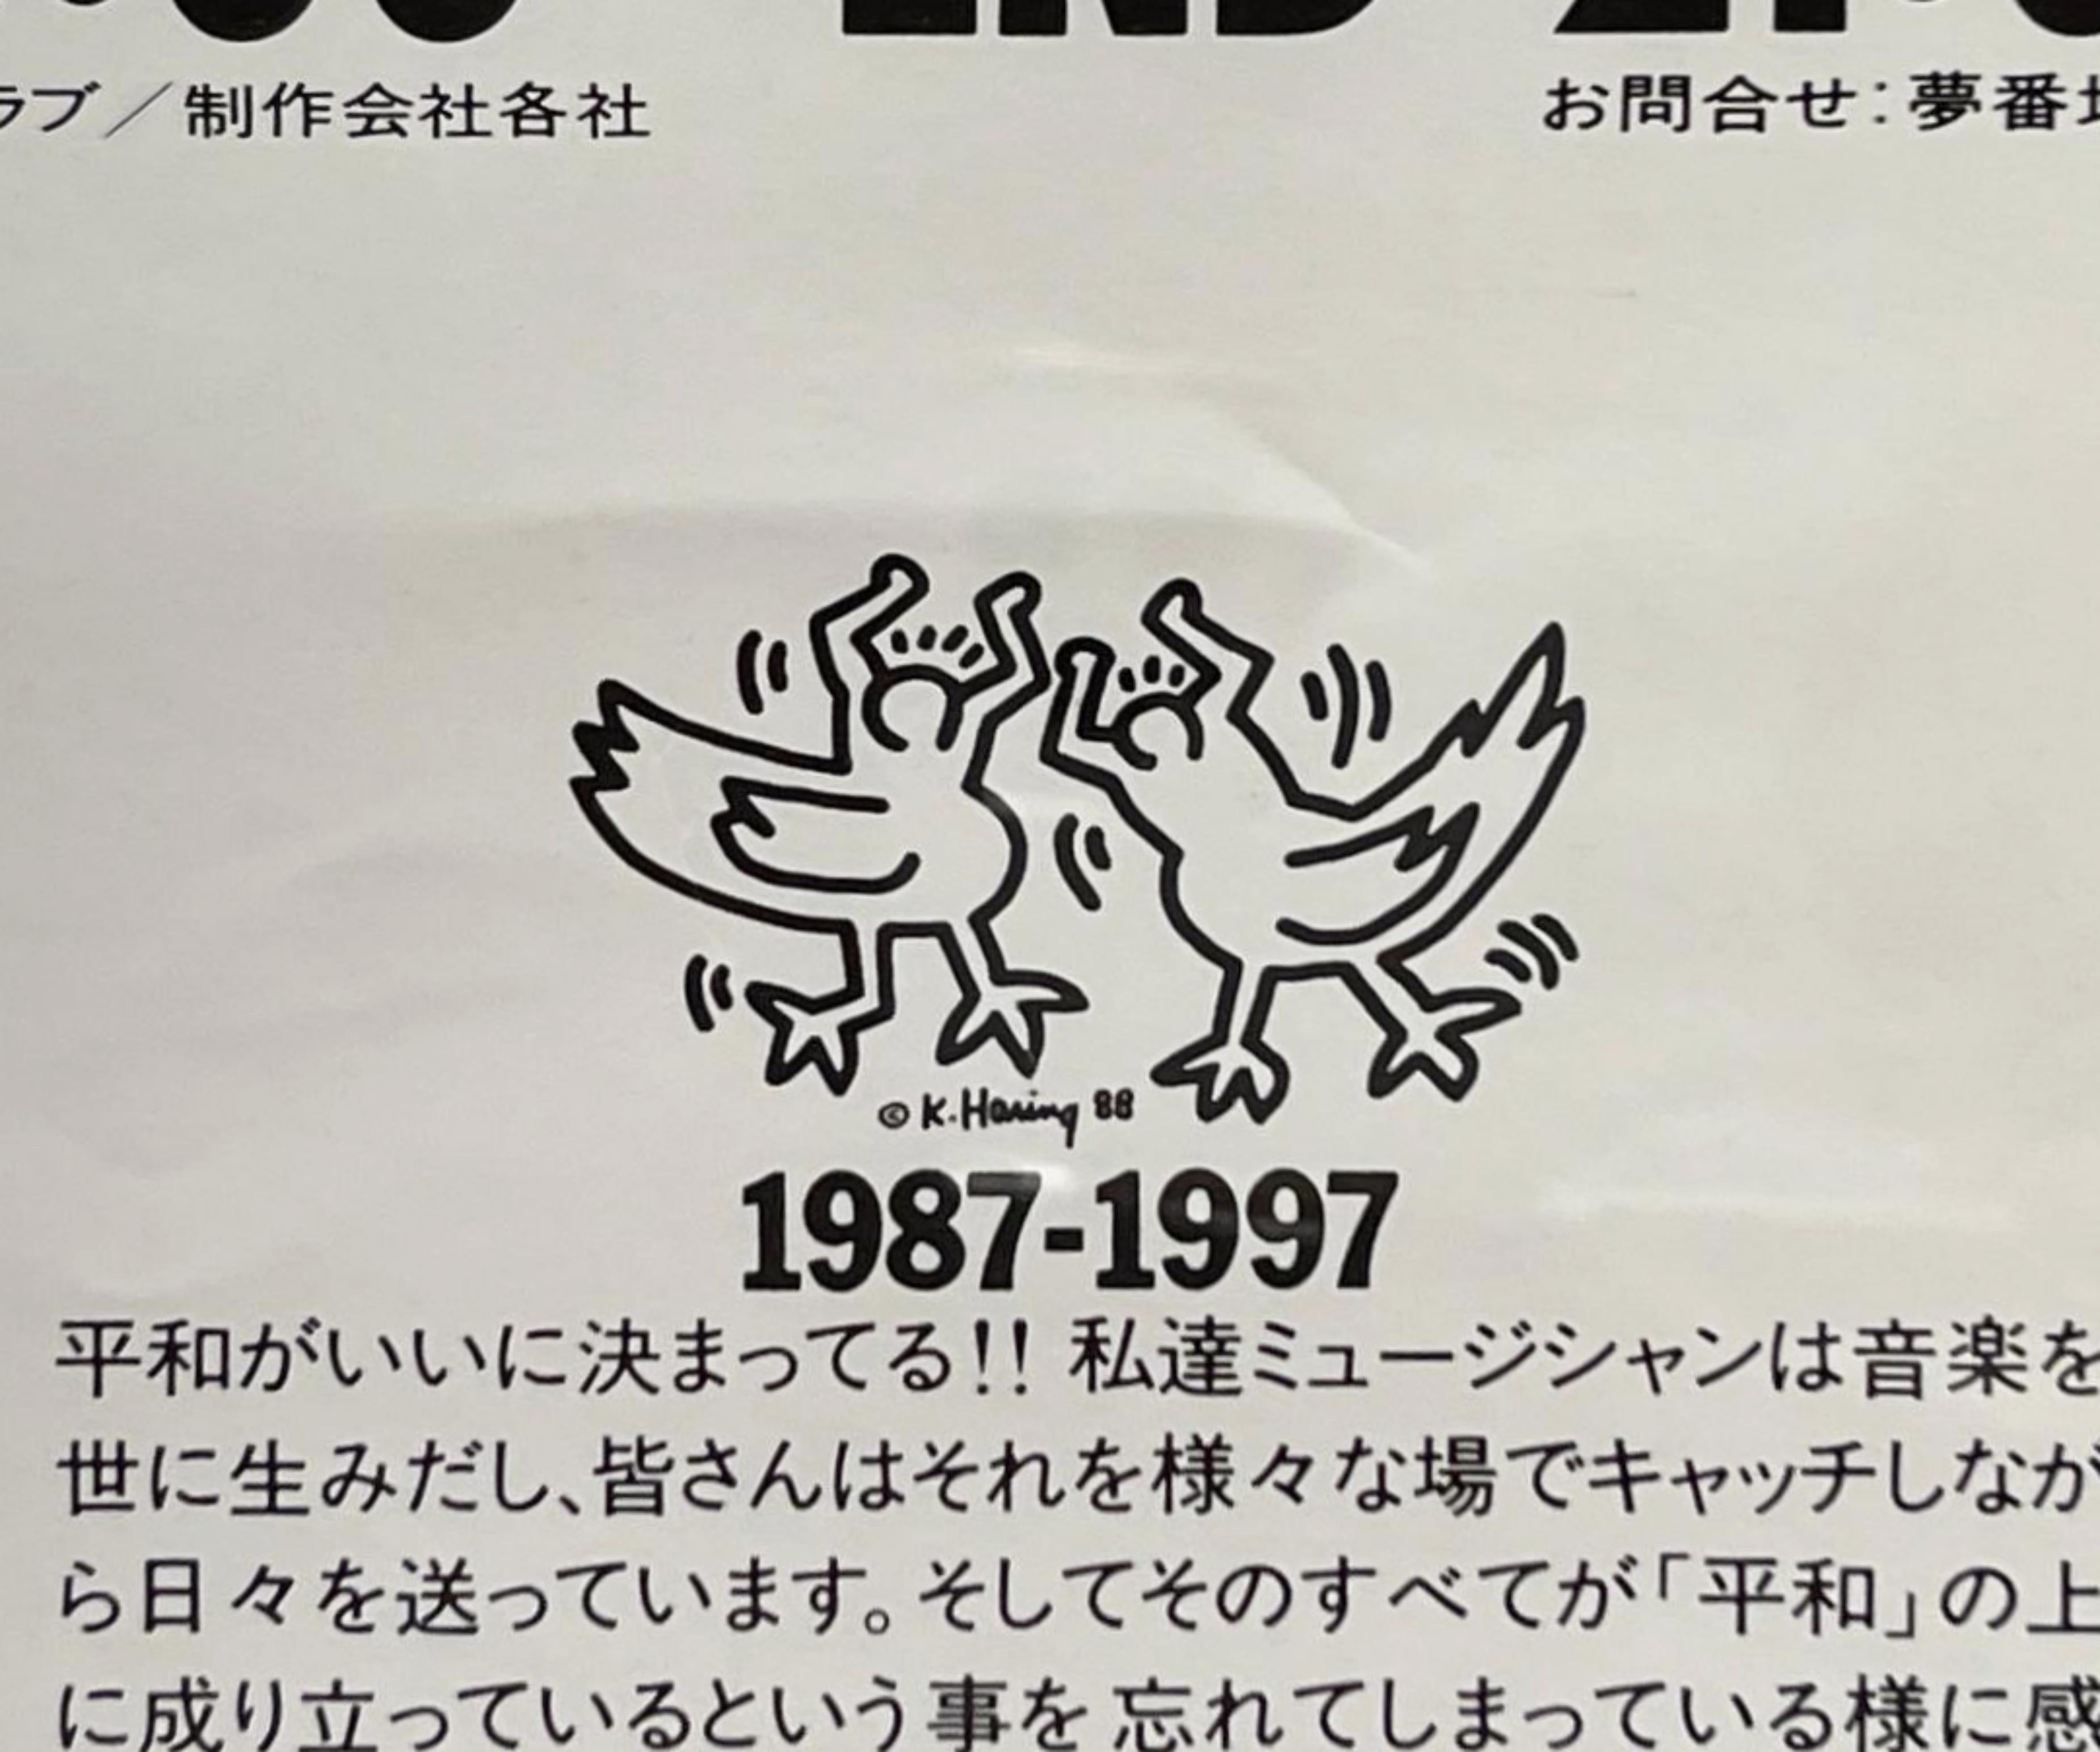 END
ラブ／制作会社各社
お問合せ：夢番
© K. Haring 88
1987-1997
平和がいいに決まってる!! 私達ミュージシャンは音楽を
世に生みだし、皆さんはそれを様々な場でキャッチしなが
ら日々を送っています。そしてそのすべてが「平和」の上
に成り立っているという事を忘れてしまっている様に感